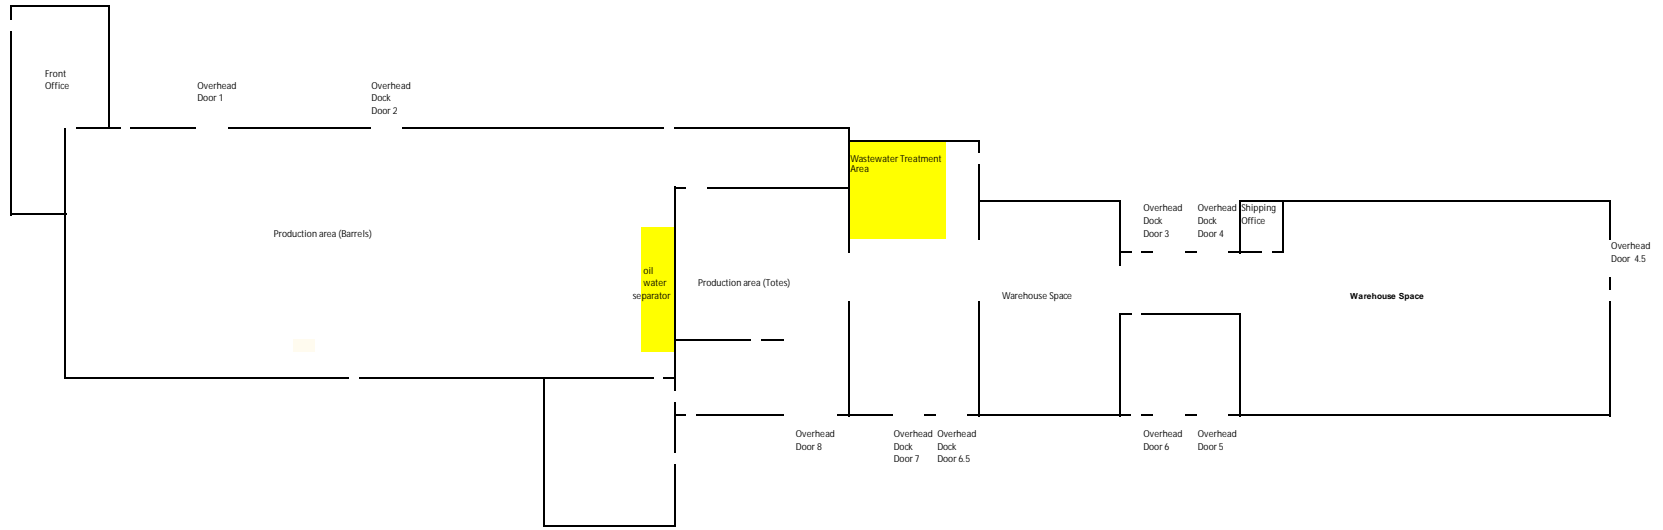 Front
Office
Overhead
Door 1
Overhead
Dock
Door 2
Wastewater Treatment
Area
Production area (Barrels)
oil
water
separator
Production area (Totes)
Warehouse Space
Overhead
Dock
Door 3
Overhead
Dock
Door 4
Shipping
Office
Overhead
Door 4.5
Warehouse Space
Overhead
Door 8
Overhead
Dock
Door 7
Overhead
Dock
Door 6.5
Overhead
Door 6
Overhead
Door 5